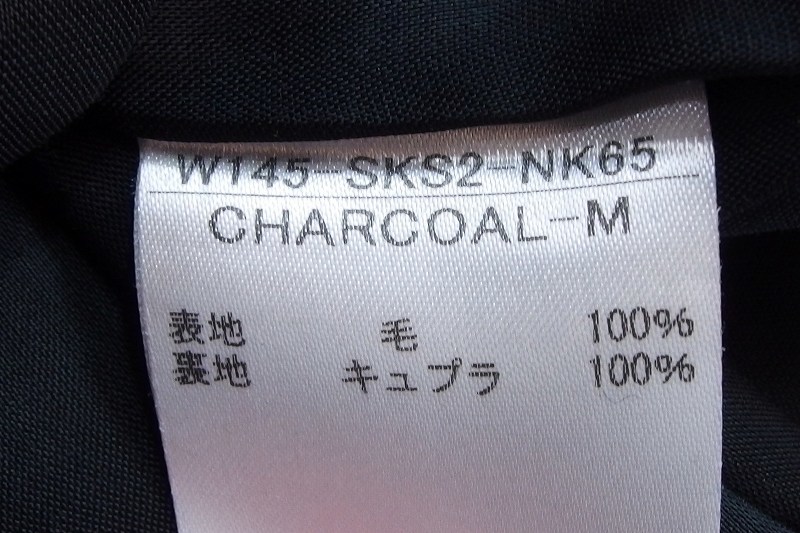 W145-SKS2-NK65
CHARCOAL-M
表地 毛 100%
裏地 キュプラ 100%